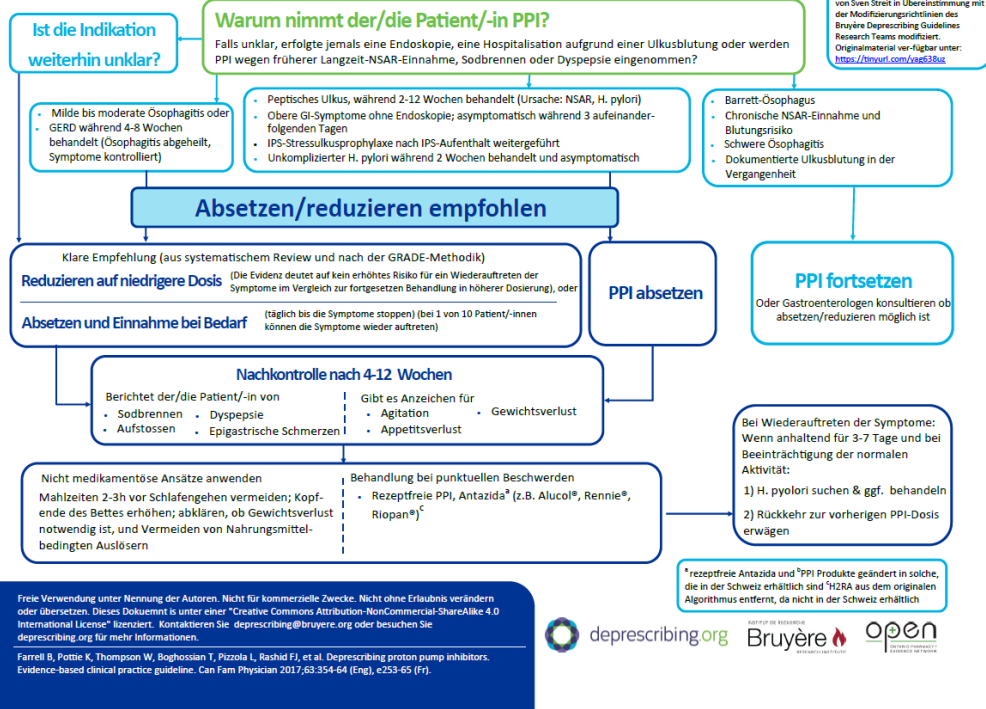 von Sven Streit in Übereinstimmung mit
der Modifizierungsrichtlinien des
Bruyère Deprescribing Guidelines
Research Teams modifiziert.
Originalmaterial ver-fügbar unter:
https://tinyurl.com/yag638uz
Ist die Indikation
weiterhin unklar?
Warum nimmt der/die Patient/-in PPI?
Falls unklar, erfolgte jemals eine Endoskopie, eine Hospitalisation aufgrund einer Ulkusblutung oder werden
PPI wegen früherer Langzeit-NSAR-Einnahme, Sodbrennen oder Dyspepsie eingenommen?
• Milde bis moderate Ösophagitis oder
• GERD während 4-8 Wochen
behandelt (Ösophagitis abgeheilt,
Symptome kontrolliert)
• Peptisches Ulkus, während 2-12 Wochen behandelt (Ursache: NSAR, H. pylori)
• Obere GI-Symptome ohne Endoskopie; asymptomatisch während 3 aufeinander-
folgenden Tagen
• IPS-Stressulkusprophylaxe nach IPS-Aufenthalt weitergeführt
• Unkomplizierter H. pylori während 2 Wochen behandelt und asymptomatisch
• Barrett-Ösophagus
• Chronische NSAR-Einnahme und
Blutungsrisiko
• Schwere Ösophagitis
• Dokumentierte Ulkusblutung in der
Vergangenheit
Absetzen/reduzieren empfohlen
Klare Empfehlung (aus systematischem Review und nach der GRADE-Methodik)
Reduzieren auf niedrige Dosis (Die Evidenz deutet auf kein erhöhtes Risiko für ein Wiederauftreten der
Symptome im Vergleich zur fortgesetzen Behandlung in höherer Dosierung), oder
Absetzen und Einnahme bei Bedarf (täglich bis die Symptome stoppen) (bei 1 von 10 Patient/-innen
können die Symptome wieder auftreten)
PPI absetzen
PPI fortsetzen
Oder Gastroenterologen konsultieren ob
absetzen/reduzieren möglich ist
Nachkontrolle nach 4-12 Wochen
Berichtet der/die Patient/-in von
• Sodbrennen • Dyspepsie
• Aufstossen • Epigastrische Schmerzen
Gibt es Anzeichen für
• Agitation • Gewichtsverlust
• Appetitsverlust
Nicht medikamentöse Ansätze anwenden
Mahlzeiten 2-3h vor Schlafengehen vermeiden; Kopf-
ende des Bettes erhöhen; abklären, ob Gewichtsverlust
notwendig ist, und Vermeiden von Nahrungsmittel-
bedingten Auslösern
Behandlung bei punktuellen Beschwerden
• Rezeptfreie PPI, Antazida a (z.B. Alucol®, Rennie®,
Riopan®) c
Bei Wiederauftreten der Symptome:
Wenn anhaltend für 3-7 Tage und bei
Beeinträchtigung der normalen
Aktivität:
1) H. pyolori suchen & ggf. behandeln
2) Rückkehr zur vorherigen PPI-Dosis
erwägen
a rezeptfreie Antazida und b PPI Produkte geändert in solche,
die in der Schweiz erhältlich sind c H2RA aus dem originalen
Algorithmus entfernt, da nicht in der Schweiz erhältlich
Freie Verwendung unter Nennung der Autoren. Nicht für kommerzielle Zwecke. Nicht ohne Erlaubnis verändern
oder übersetzen. Dieses Dokuemnt is unter einer "Creative Commons Attribution-NonCommercial-ShareAlike 4.0
International License" lizenziert. Kontaktieren Sie deprescribing@bruyere.org oder besuchen Sie
deprescribing.org für mehr Informationen.
Farrell B, Pottie K, Thompson W, Boghossian T, Pizzola L, Rashid FJ, et al. Deprescribing proton pump inhibitors.
Evidence-based clinical practice guideline. Can Fam Physician 2017;63:354-64 (Eng), e253-65 (Fr).
deprescribing.org
INSTITUT DE RECHERCHE
Bruyère
RESEARCH INSTITUTE
open
ONTARIO PHARMACY
EVIDENCE NETWORK